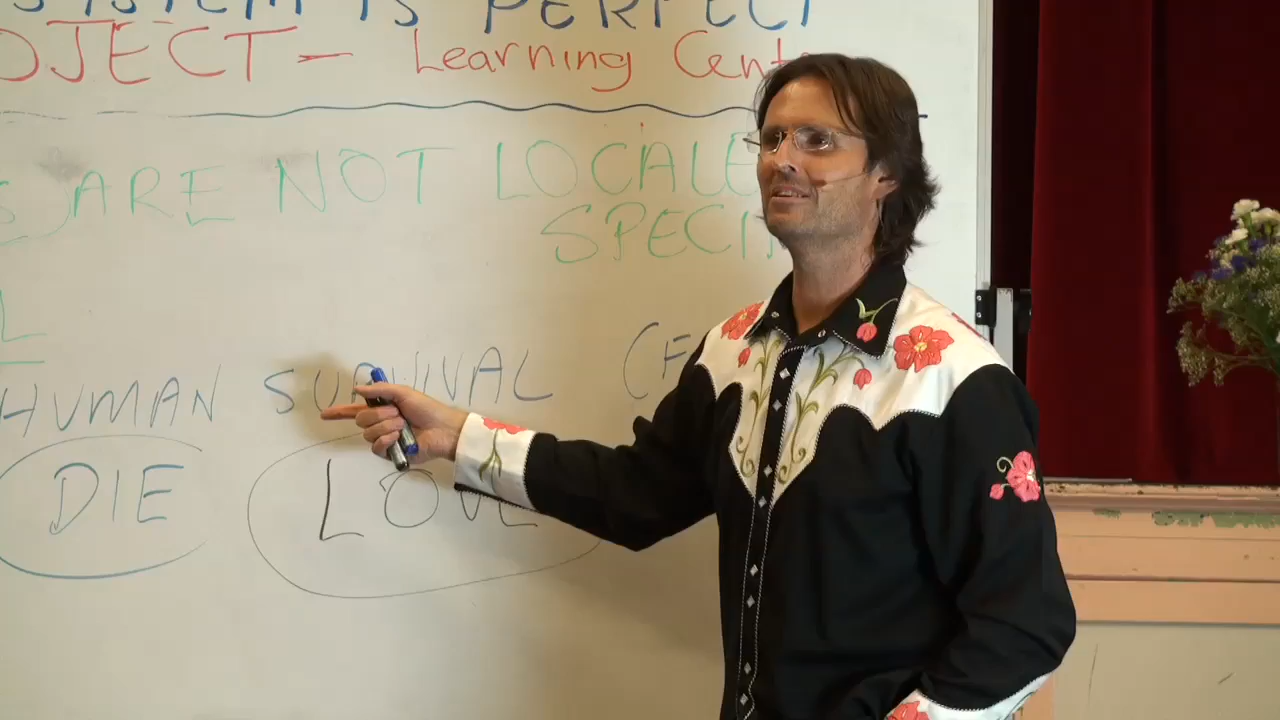 SYSTEM IS PERFECT
OJECT - Learning Cent
S ARE NOT LOCALE
SPECI
L
HUMAN SURVIVAL (F
DIE LOVE